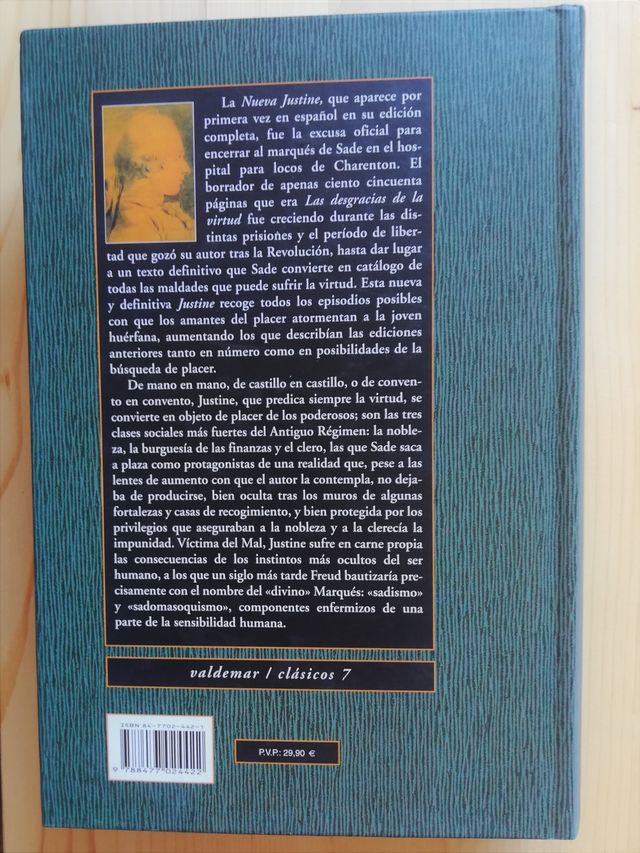 La Nueva Justine, que aparece por
primera vez en español en su edición
completa, fue la excusa oficial para
encerrar al marqués de Sade en el hos-
pital para locos de Charenton. El
borrador de apenas ciento cincuenta
páginas que era Las desgracias de la
virtud fue creciendo durante las dis-
tintas prisiones y el período de liber-
tad que gozó su autor tras la Revolución, hasta dar lugar
a un texto definitivo que Sade convierte en catálogo de
todas las maldades que puede sufrir la virtud. Esta nueva
y definitiva Justine recoge todos los episodios posibles
con que los amantes del placer atormentan a la joven
huérfana, aumentando los que describían las ediciones
anteriores tanto en número como en posibilidades de la
búsqueda de placer.
De mano en mano, de castillo en castillo, o de conven-
to en convento, Justine, que predica siempre la virtud, se
convierte en objeto de placer de los poderosos; son las tres
clases sociales más fuertes del Antiguo Régimen: la noble-
za, la burguesía de las finanzas y el clero, las que Sade saca
a plaza como protagonistas de una realidad que, pese a las
lentes de aumento con que el autor la contempla, no deja-
ba de producirse, bien oculta tras los muros de algunas
fortalezas y casas de recogimiento, y bien protegida por los
privilegios que aseguraban a la nobleza y a la clerecía la
impunidad. Víctima del Mal, Justine sufre en carne propia
las consecuencias de los instintos más ocultos del ser
humano, a los que un siglo más tarde Freud bautizaría pre-
cisamente con el nombre del «divino» Marqués: «sadismo»
y «sadomasoquismo», componentes enfermizos de una
parte de la sensibilidad humana.
valdemar / clásicos 7
ISBN 84-7702-442-1
9 788477 024422
P.V.P.: 29,90 €